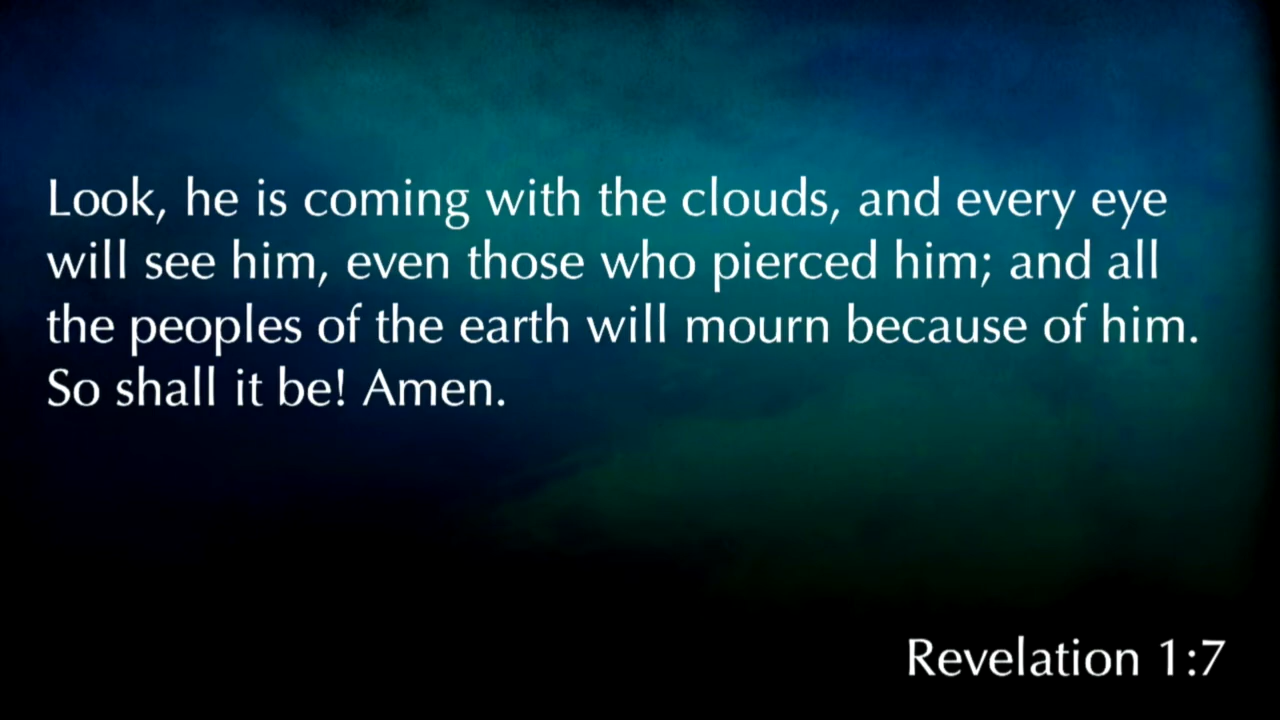 Look, he is coming with the clouds, and every eye
will see him, even those who pierced him; and all
the peoples of the earth will mourn because of him.
So shall it be! Amen.
Revelation 1:7